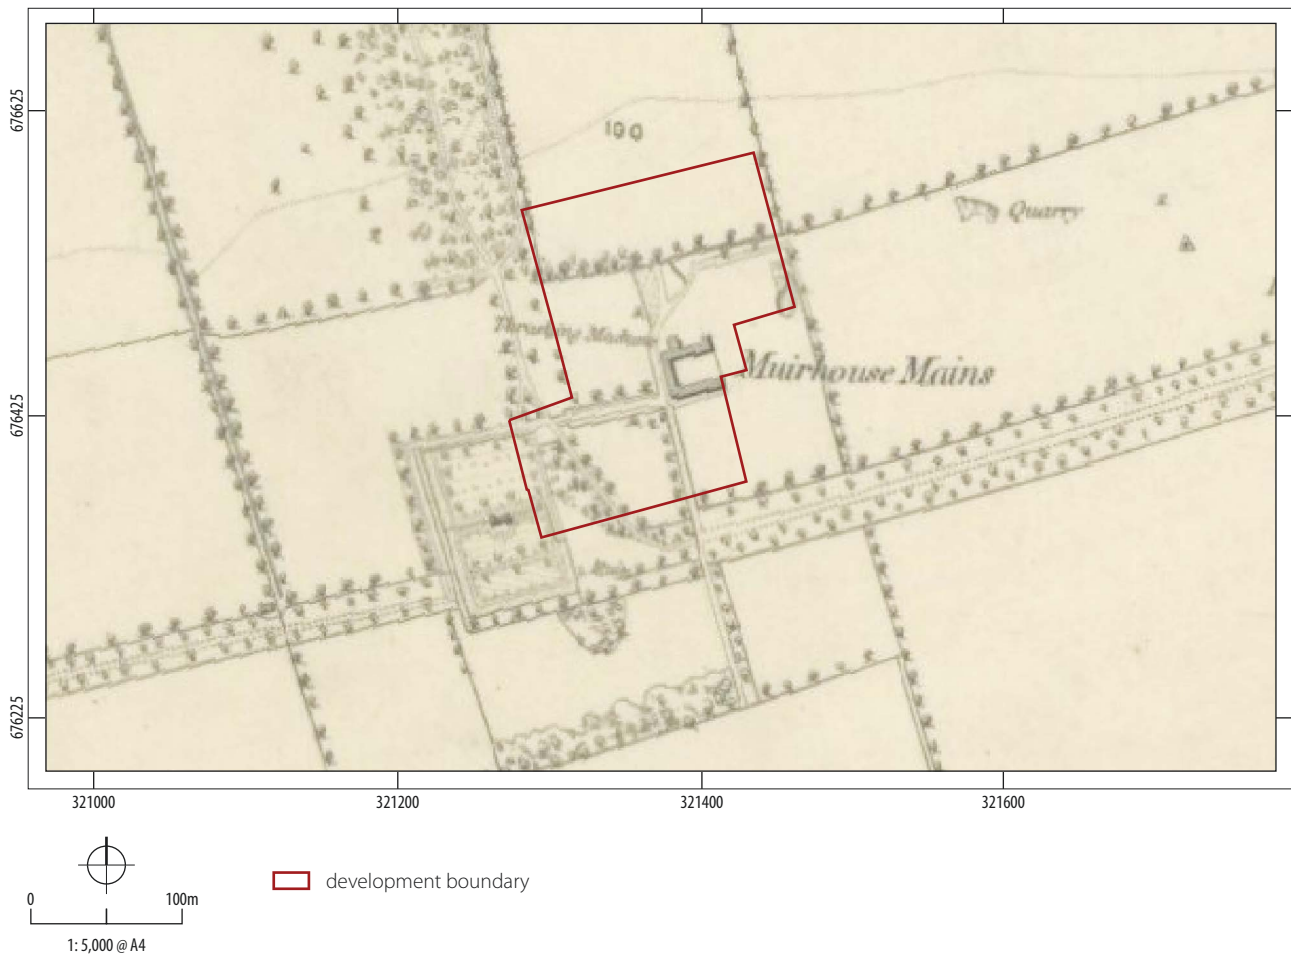 676625
676425
676225
100
Quarry
Thrashing Machine
Muirhouse Mains
321000
321200
321400
321600
0
100m
1: 5,000 @ A4
development boundary